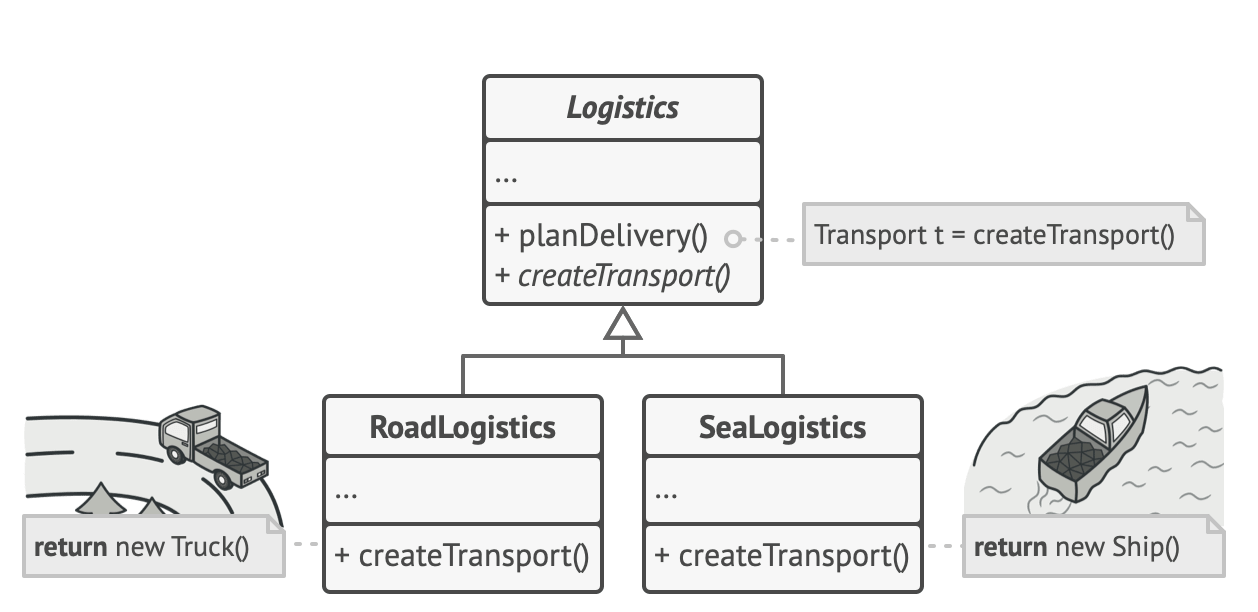 Logistics
...
+ planDelivery()
+ createTransport()
Transport t = createTransport()
RoadLogistics
...
+ createTransport()
return new Truck()
SeaLogistics
...
+ createTransport()
return new Ship()